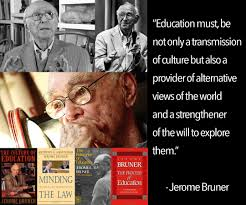 “Education must, be
not only a transmission
of culture but also a
provider of alternative
views of the world
and a strengthener
of the will to explore
them.”
- Jerome Bruner
THE CULTURE OF
EDUCATION
JEROME BRUNER
MINDING
THE LAW
JEROME BRUNER
BRUNER
THE PROCESS
OF
Education